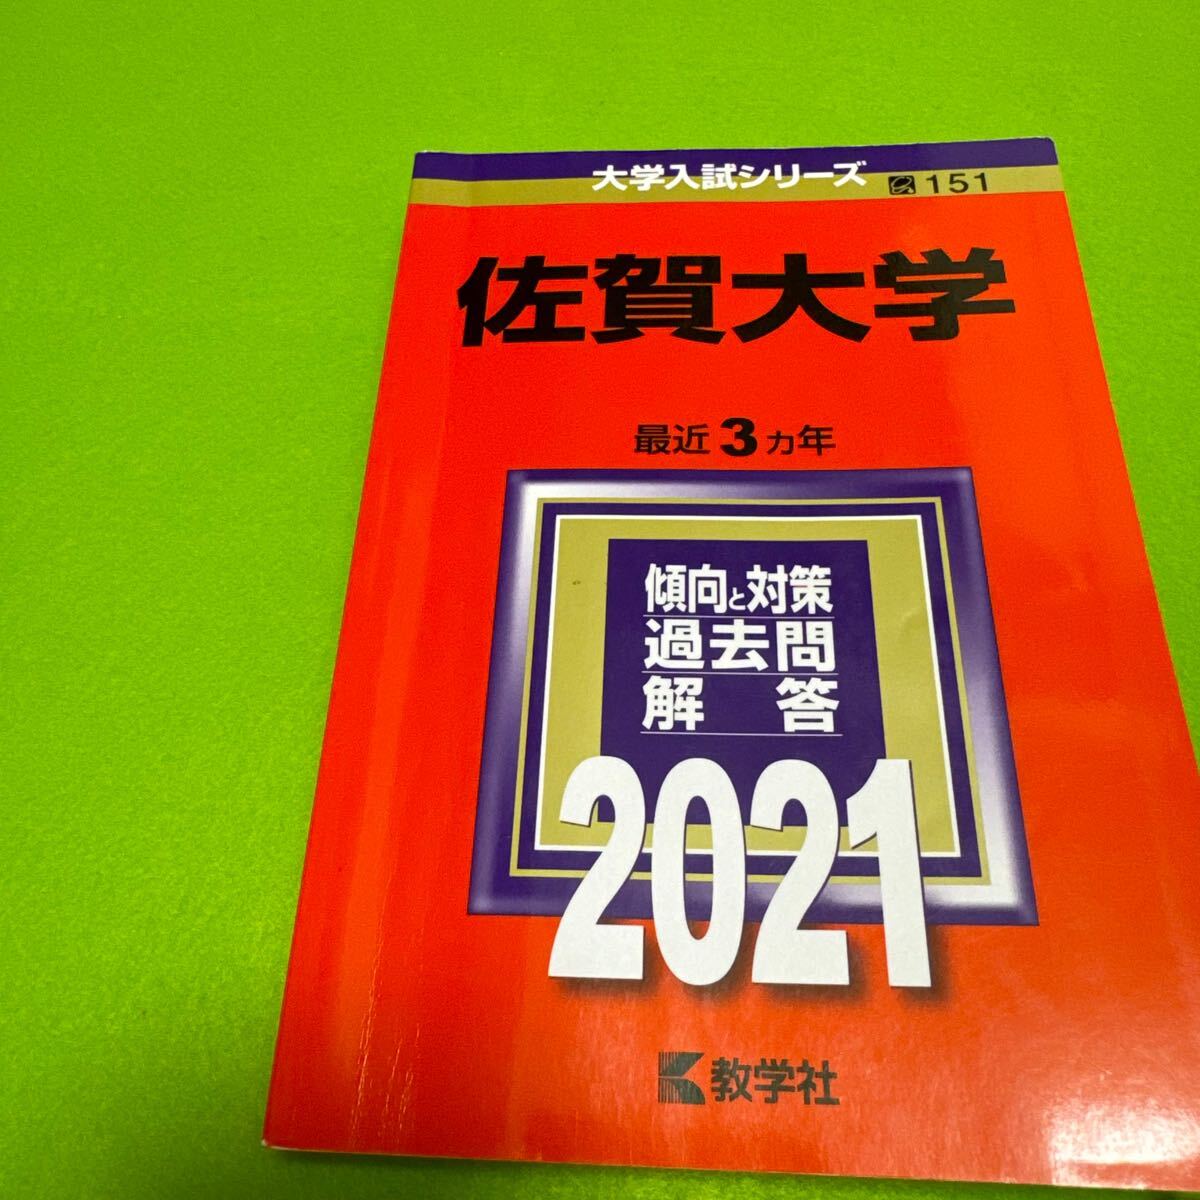 大学入試シリーズ 151
佐賀大学
最近3ヵ年
傾向と対策
過去問
解答
2021
教学社